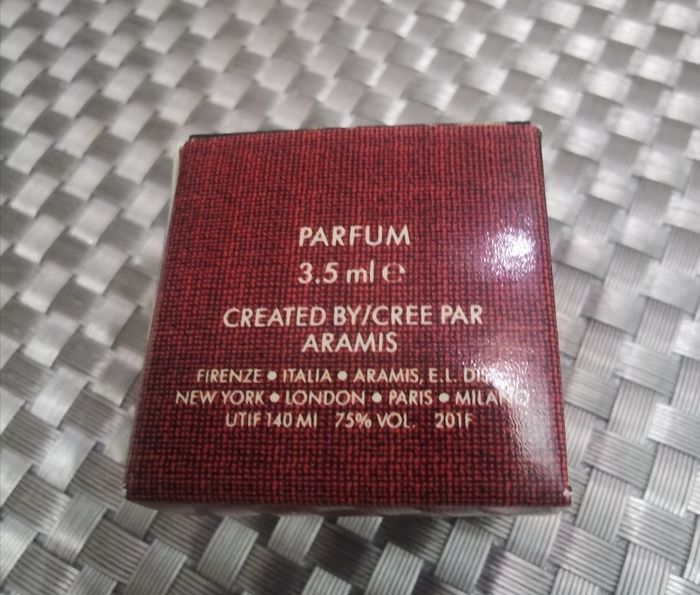 PARFUM
3.5 ml ℮
CREATED BY/CREE PAR
ARAMIS
FIRENZE • ITALIA • ARAMIS, E.L.
NEW YORK • LONDON • PARIS • MILANO
UTIF 140 MI 75% VOL. 201F